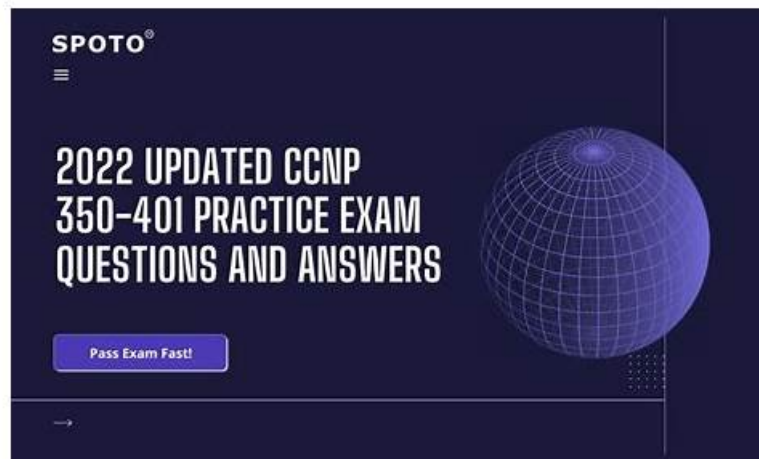 SPOTO®
2022 UPDATED CCNP
350-401 PRACTICE EXAM
QUESTIONS AND ANSWERS
Pass Exam Fast!